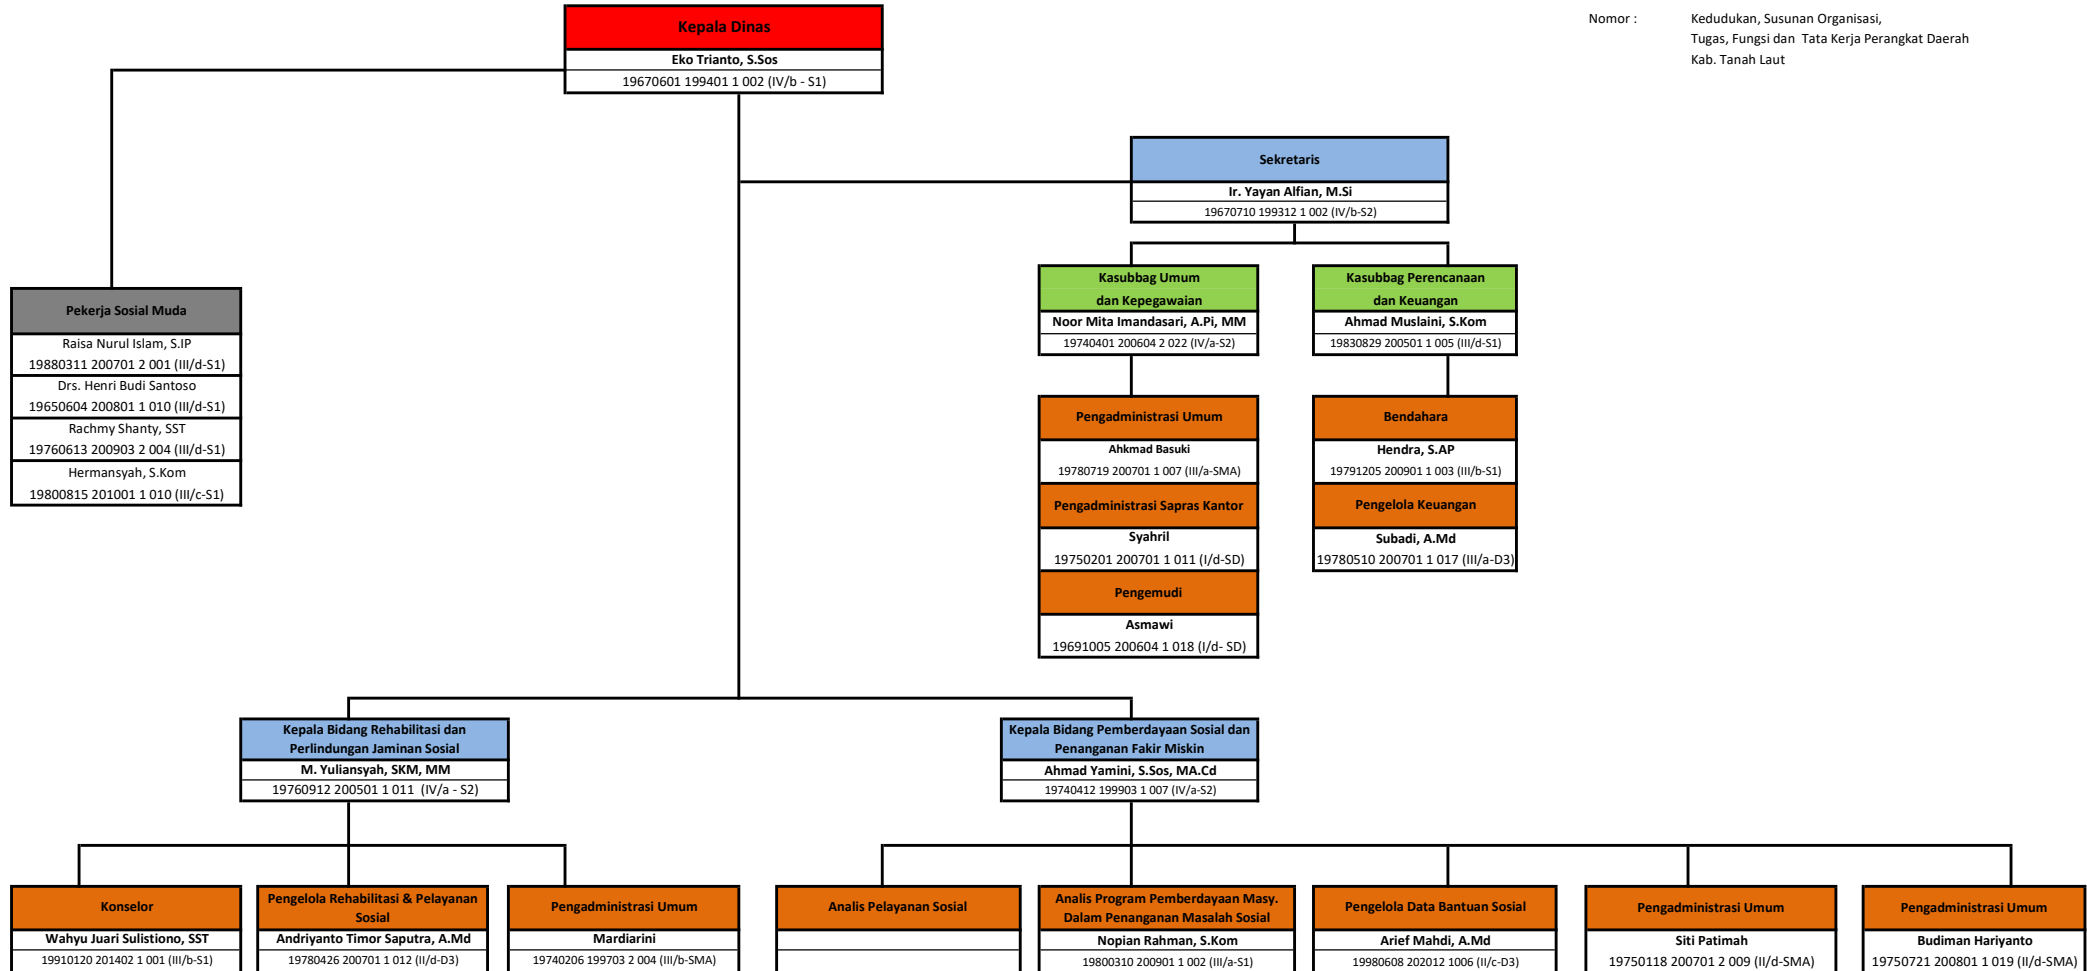 Kepala Dinas
Eko Trianto, S.Sos
19670601 199401 1 002 (IV/b - S1)
Nomor : Kedudukan, Susunan Organisasi,
Tugas, Fungsi dan Tata Kerja Perangkat Daerah
Kab. Tanah Laut
Sekretaris
Ir. Yayan Alfian, M.Si
19670710 199312 1 002 (IV/b-S2)
Pekerja Sosial Muda
Raisa Nurul Islam, S.IP
19880311 200701 2 001 (III/d-S1)
Drs. Henri Budi Santoso
19650604 200801 1 010 (III/d-S1)
Rachmy Shanty, SST
19760613 200903 2 004 (III/d-S1)
Hermansyah, S.Kom
19800815 201001 1 010 (III/c-S1)
Kasubbag Umum
dan Kepegawaian
Noor Mita Imandasari, A.Pi, MM
19740401 200604 2 022 (IV/a-S2)
Pengadministrasi Umum
Ahkmad Basuki
19780719 200701 1 007 (III/a-SMA)
Pengadministrasi Sapras Kantor
Syahril
19750201 200701 1 011 (I/d-SD)
Pengemudi
Asmawi
19691005 200604 1 018 (I/d- SD)
Kasubbag Perencanaan
dan Keuangan
Ahmad Muslaini, S.Kom
19830829 200501 1 005 (III/d-S1)
Bendahara
Hendra, S.AP
19791205 200901 1 003 (III/b-S1)
Pengelola Keuangan
Subadi, A.Md
19780510 200701 1 017 (III/a-D3)
Kepala Bidang Rehabilitasi dan
Perlindungan Jaminan Sosial
M. Yuliansyah, SKM, MM
19760912 200501 1 011 (IV/a - S2)
Kepala Bidang Pemberdayaan Sosial dan
Penanganan Fakir Miskin
Ahmad Yamini, S.Sos, MA.Cd
19740412 199903 1 007 (IV/a-S2)
Konselor
Wahyu Juari Sulistiono, SST
19910120 201402 1 001 (III/b-S1)
Pengelola Rehabilitasi & Pelayanan
Sosial
Andriyanto Timor Saputra, A.Md
19780426 200701 1 012 (II/d-D3)
Pengadministrasi Umum
Mardiarini
19740206 199703 2 004 (III/b-SMA)
Analis Pelayanan Sosial
Analis Program Pemberdayaan Masy.
Dalam Penanganan Masalah Sosial
Nopian Rahman, S.Kom
19800310 200901 1 002 (III/a-S1)
Pengelola Data Bantuan Sosial
Arief Mahdi, A.Md
19980608 202012 1006 (II/c-D3)
Pengadministrasi Umum
Siti Patimah
19750118 200701 2 009 (II/d-SMA)
Pengadministrasi Umum
Budiman Hariyanto
19750721 200801 1 019 (II/d-SMA)